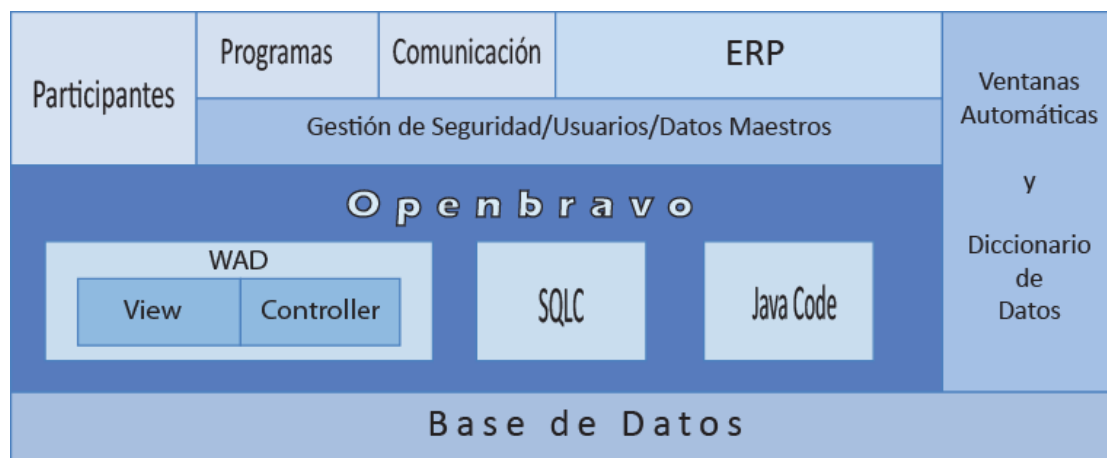 Participantes
Programas
Comunicación
ERP
Gestión de Seguridad/Usuarios/Datos Maestros
Ventanas
Automáticas
y
Diccionario
de
Datos
Openbravo
WAD
View
Controller
SQLC
Java Code
Base de Datos